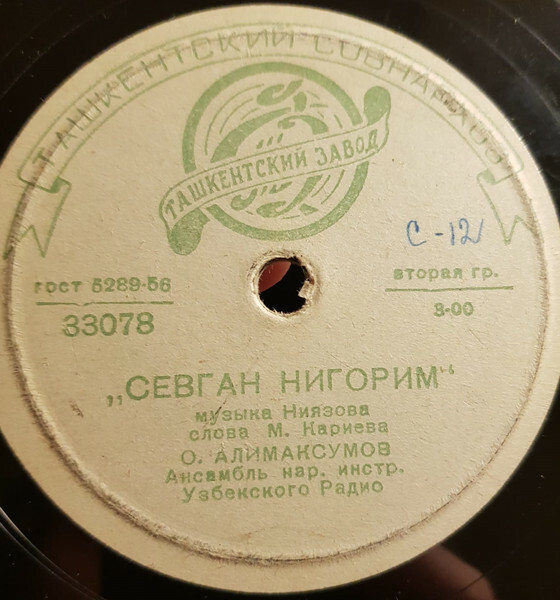 ТАШКЕНТСКИЙ СОВНАРХОЗ
ТАШКЕНТСКИЙ ЗАВОД
С-12
ГОСТ 5289-56
вторая гр.
33078
3-00
„СЕВГАН НИГОРИМ“
музыка Ниязова
слова М. Кариева
О. АЛИМАКСУМОВ
Ансамбль нар. инстр.
Узбекского Радио